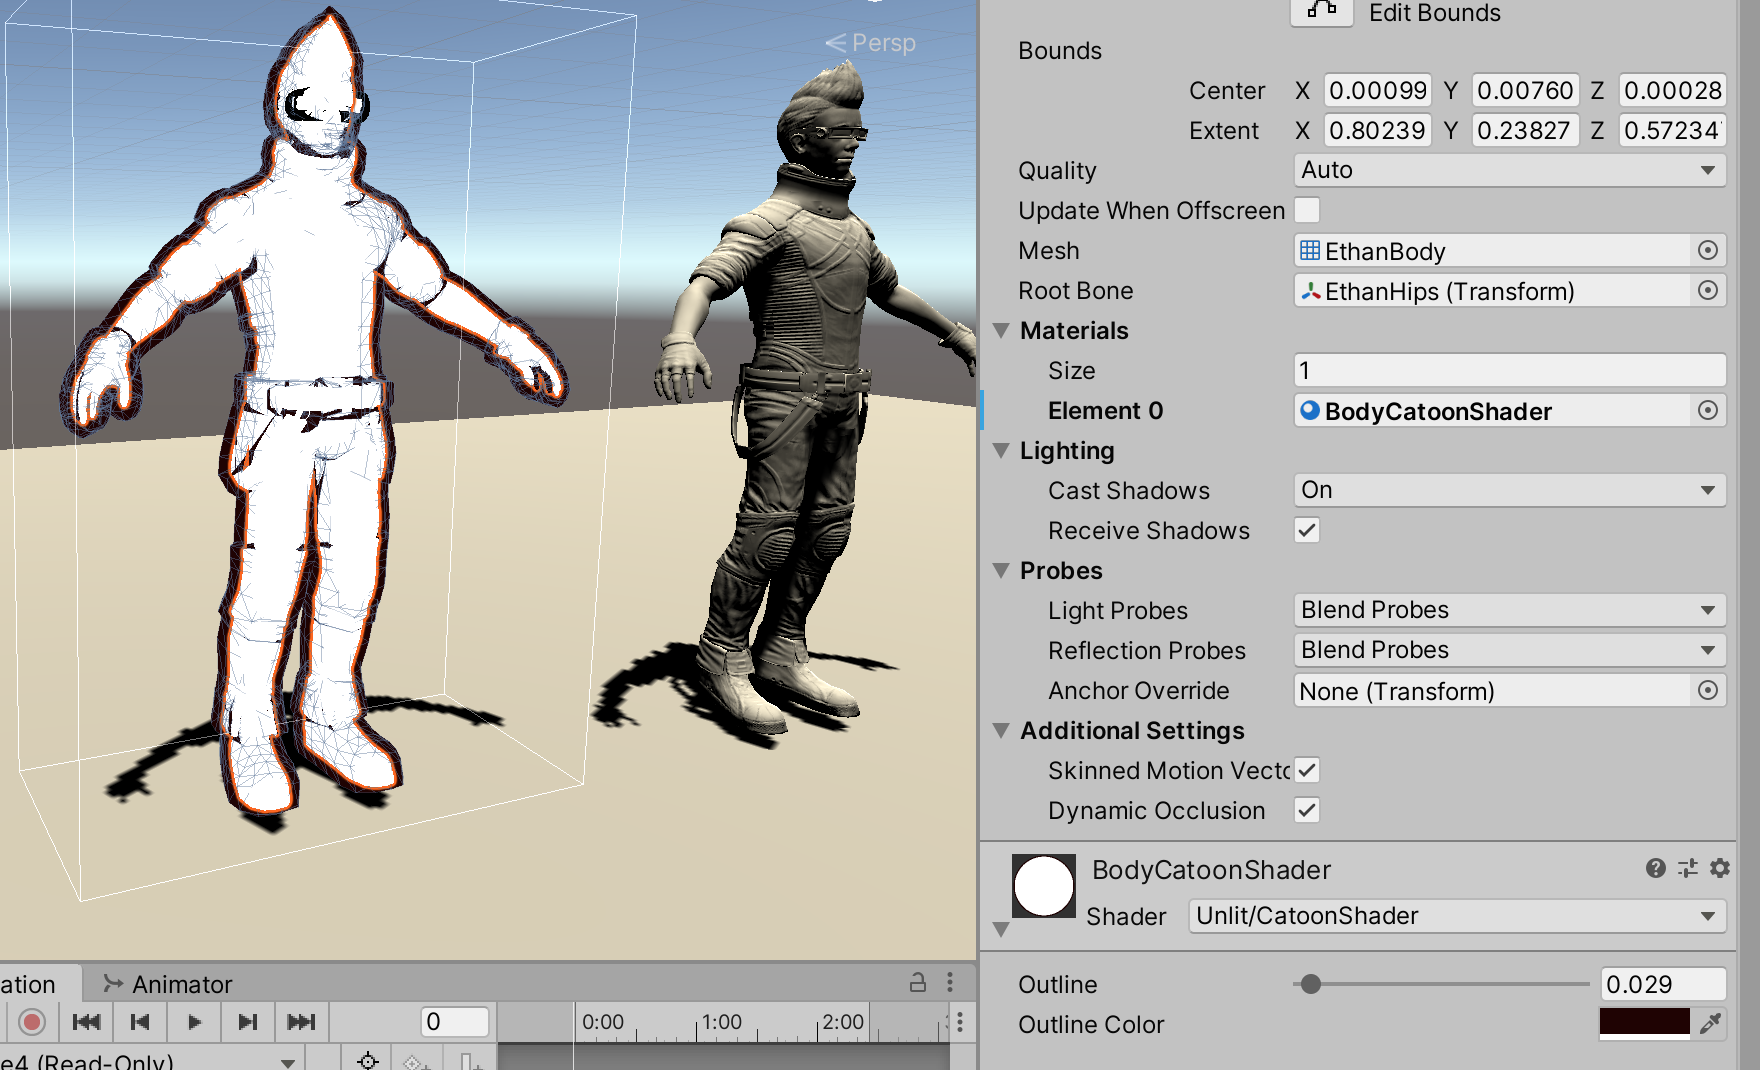 Persp
Edit Bounds
Bounds
Center X 0.00099 Y 0.00760 Z 0.00028
Extent X 0.80239 Y 0.23827 Z 0.57234
Quality Auto
Update When Offscreen
Mesh EthanBody
Root Bone EthanHips (Transform)
Materials
Size 1
Element 0 BodyCatoonShader
Lighting
Cast Shadows On
Receive Shadows
Probes
Light Probes Blend Probes
Reflection Probes Blend Probes
Anchor Override None (Transform)
Additional Settings
Skinned Motion Vecto
Dynamic Occlusion
BodyCatoonShader
Shader Unlit/CatoonShader
Outline 0.029
Outline Color
ation Animator
0 0:00 1:00 2:00
e4 (Read-Only)